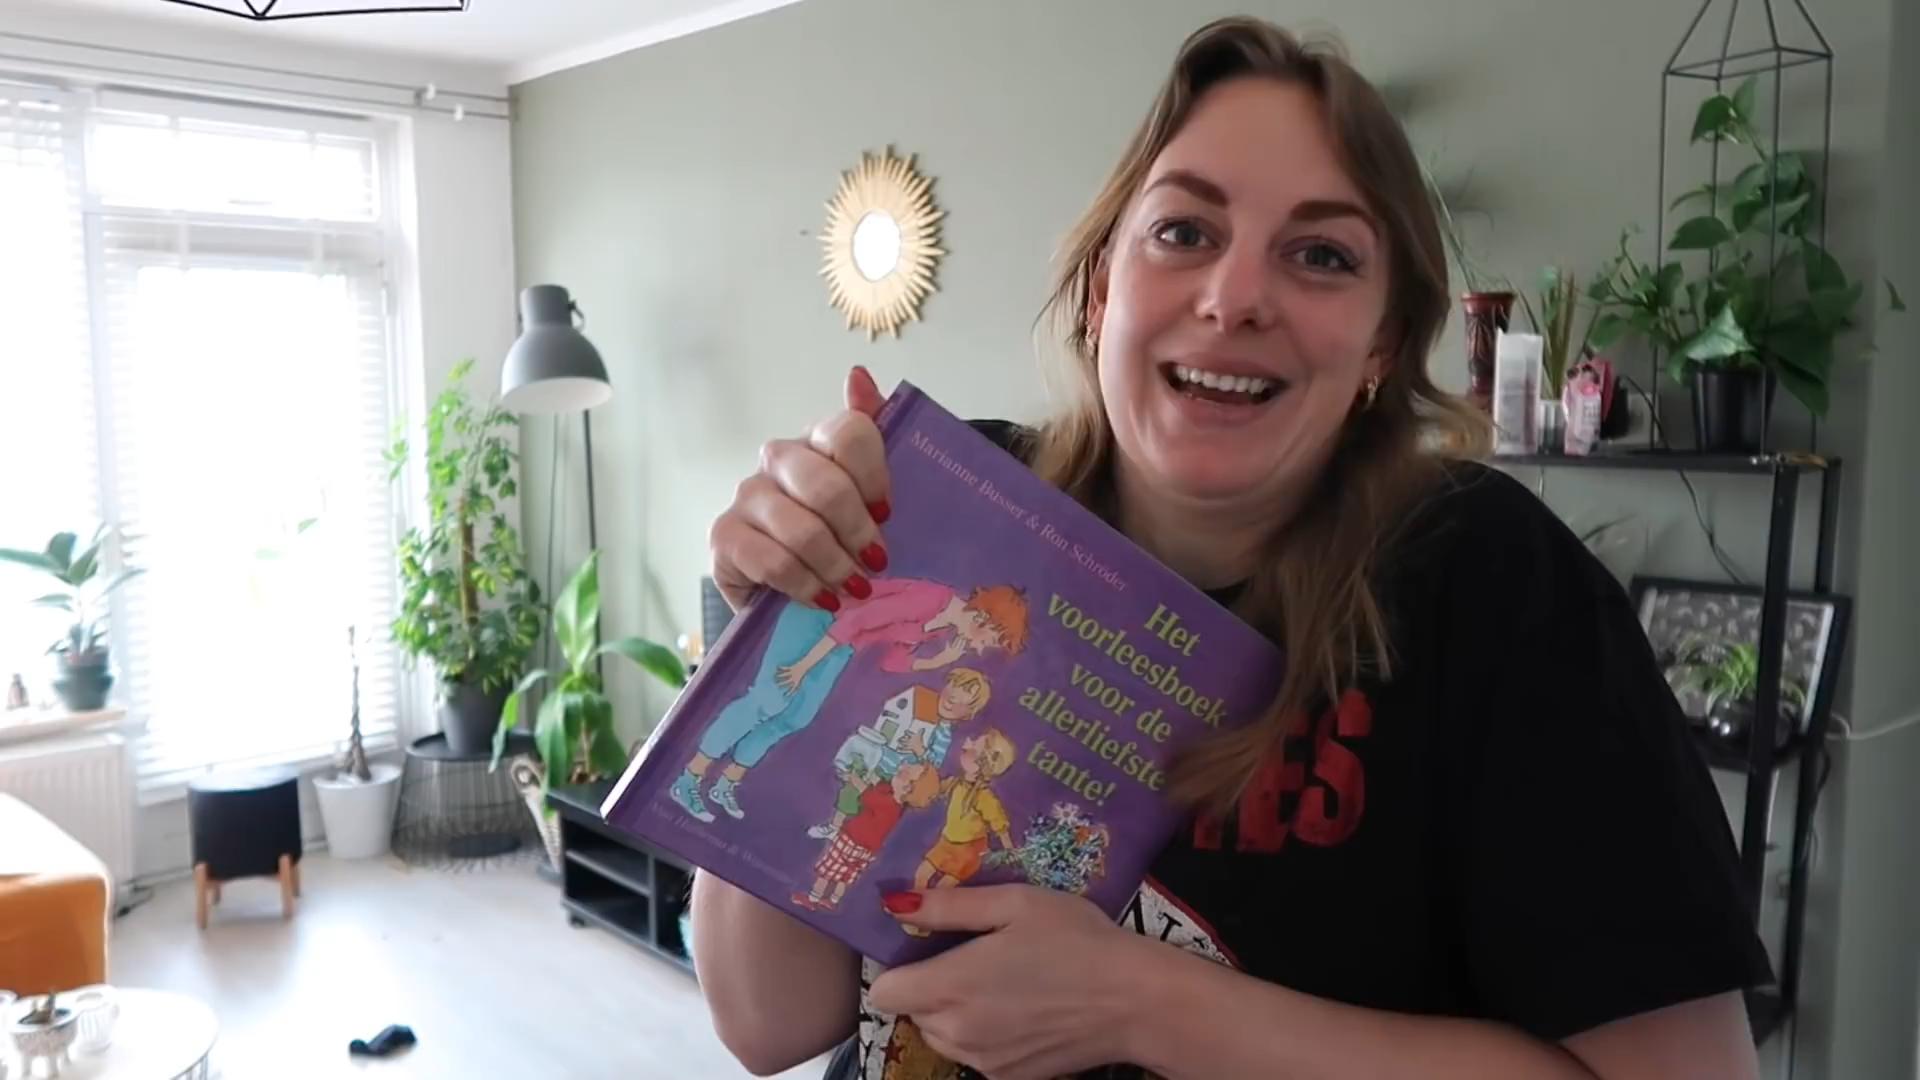 Marianne Busser & Ron Schröder
Het
voorleesboek
voor de
allerliefste
tante!